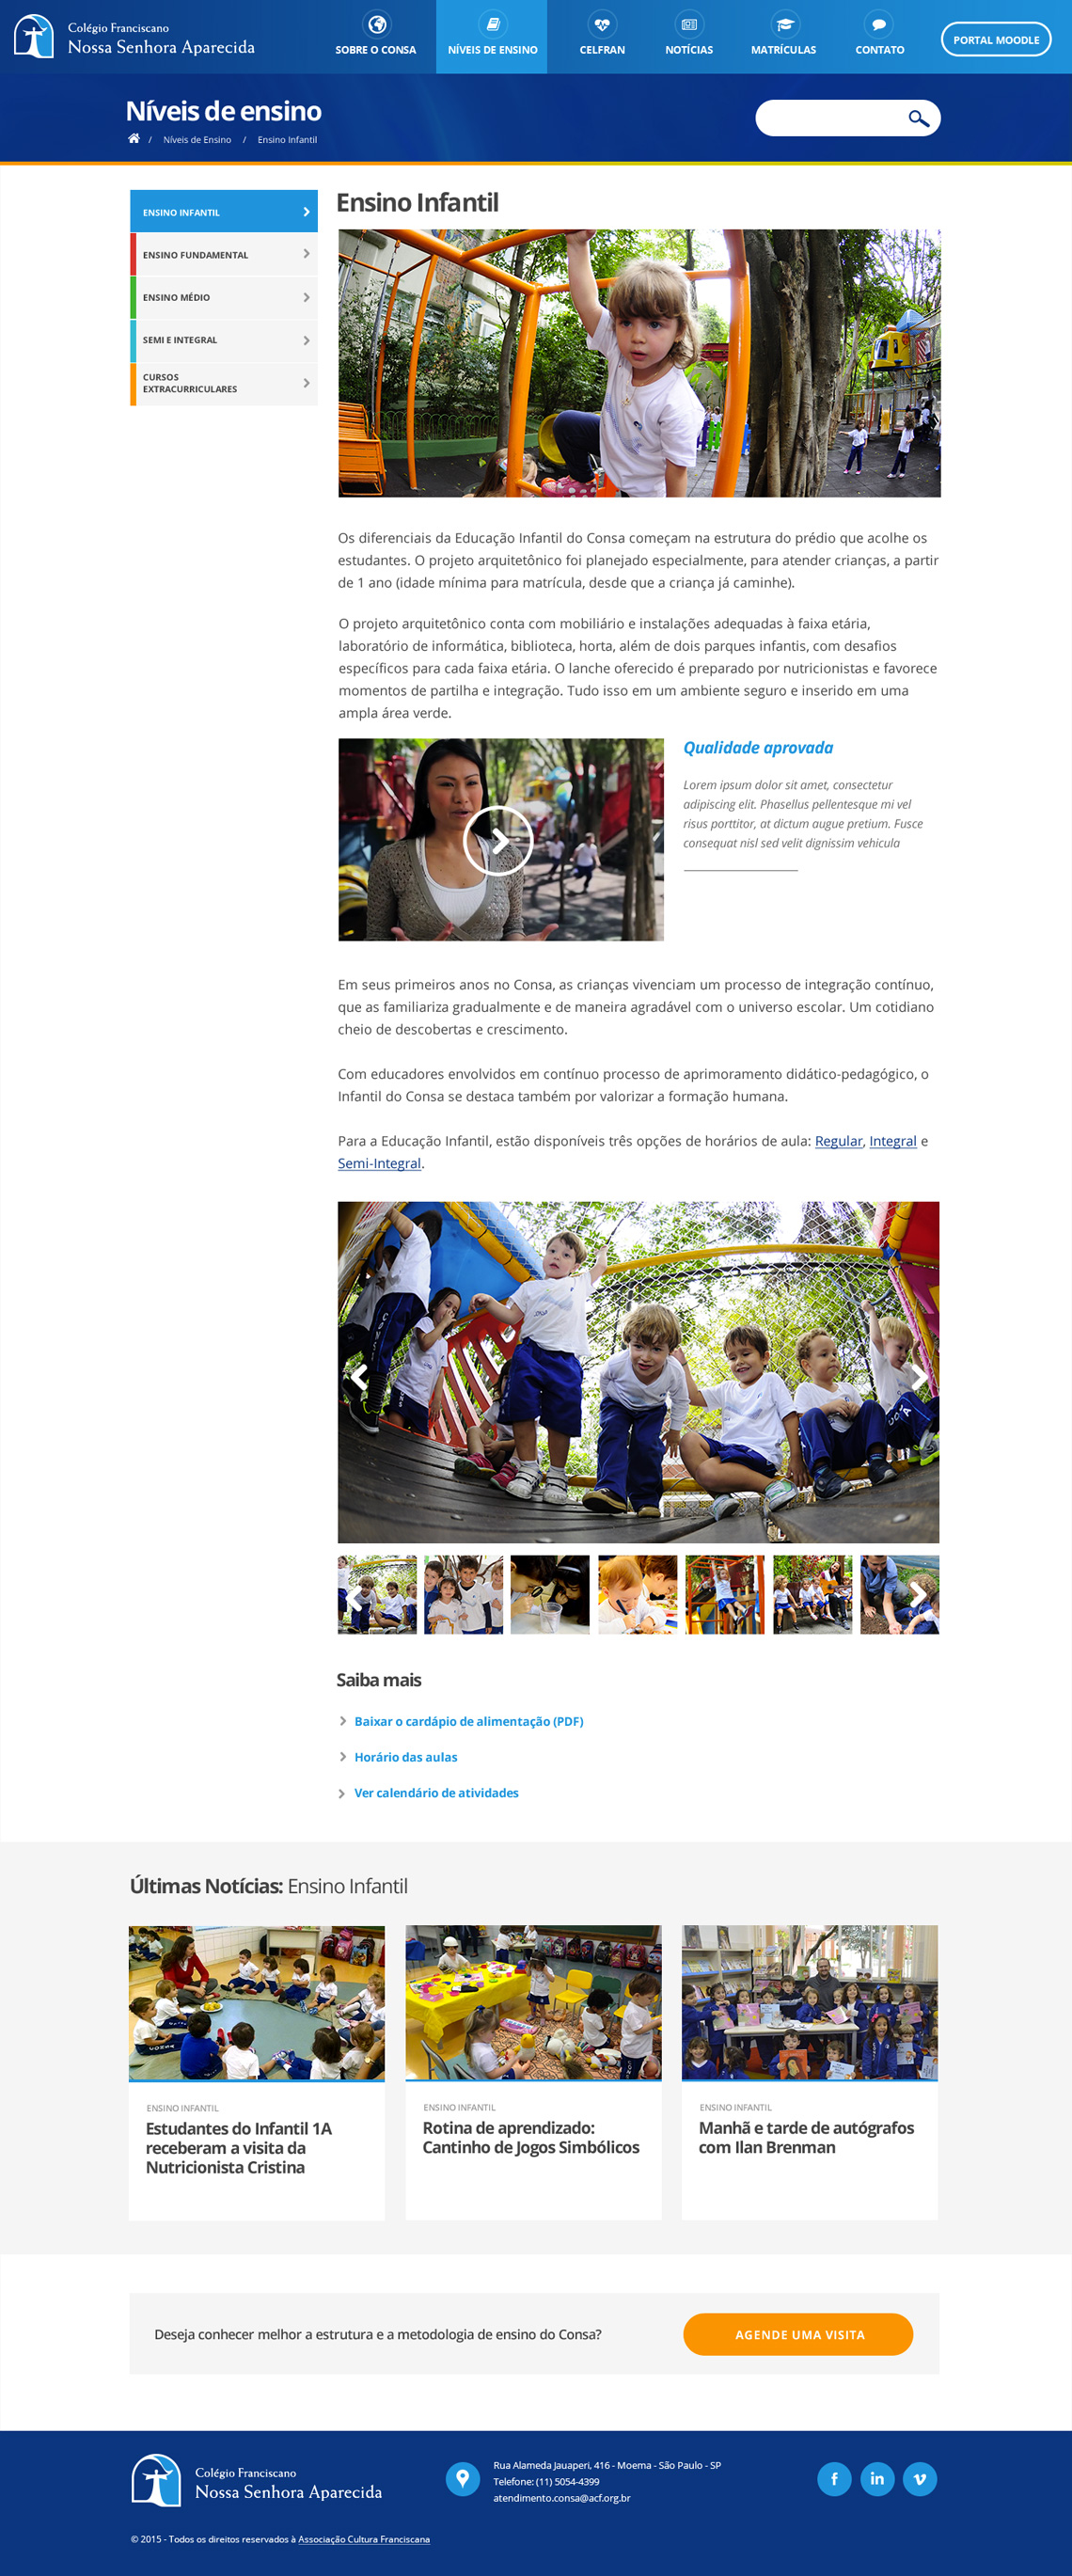 Colégio Franciscano
Nossa Senhora Aparecida
SOBRE O CONSA
NÍVEIS DE ENSINO
CELFRAN
NOTÍCIAS
MATRÍCULAS
CONTATO
PORTAL MOODLE
Níveis de ensino
/ Níveis de Ensino / Ensino Infantil
ENSINO INFANTIL
ENSINO FUNDAMENTAL
ENSINO MÉDIO
SEMI E INTEGRAL
CURSOS
EXTRACURRICULARES
Ensino Infantil
Os diferenciais da Educação Infantil do Consa começam na estrutura do prédio que acolhe os
estudantes. O projeto arquitetônico foi planejado especialmente, para atender crianças, a partir
de 1 ano (idade mínima para matrícula, desde que a criança já caminhe).
O projeto arquitetônico conta com mobiliário e instalações adequadas à faixa etária,
laboratório de informática, biblioteca, horta, além de dois parques infantis, com desafios
específicos para cada faixa etária. O lanche oferecido é preparado por nutricionistas e favorece
momentos de partilha e integração. Tudo isso em um ambiente seguro e inserido em uma
ampla área verde.
Qualidade aprovada
Lorem ipsum dolor sit amet, consectetur
adipiscing elit. Phasellus pellentesque mi vel
risus porttitor, at dictum augue pretium. Fusce
consequat nisl sed velit dignissim vehicula
Em seus primeiros anos no Consa, as crianças vivenciam um processo de integração contínuo,
que as familiariza gradualmente e de maneira agradável com o universo escolar. Um cotidiano
cheio de descobertas e crescimento.
Com educadores envolvidos em contínuo processo de aprimoramento didático-pedagógico, o
Infantil do Consa se destaca também por valorizar a formação humana.
Para a Educação Infantil, estão disponíveis três opções de horários de aula: Regular, Integral e
Semi-Integral.
Saiba mais
Baixar o cardápio de alimentação (PDF)
Horário das aulas
Ver calendário de atividades
Últimas Notícias: Ensino Infantil
ENSINO INFANTIL
Estudantes do Infantil 1A
receberam a visita da
Nutricionista Cristina
ENSINO INFANTIL
Rotina de aprendizado:
Cantinho de Jogos Simbólicos
ENSINO INFANTIL
Manhã e tarde de autógrafos
com Ilan Brenman
Deseja conhecer melhor a estrutura e a metodologia de ensino do Consa?
AGENDE UMA VISITA
Colégio Franciscano
Nossa Senhora Aparecida
Rua Alameda Jauaperi, 416 - Moema - São Paulo - SP
Telefone: (11) 5054-4399
atendimento.consa@acf.org.br
© 2015 - Todos os direitos reservados à Associação Cultura Franciscana